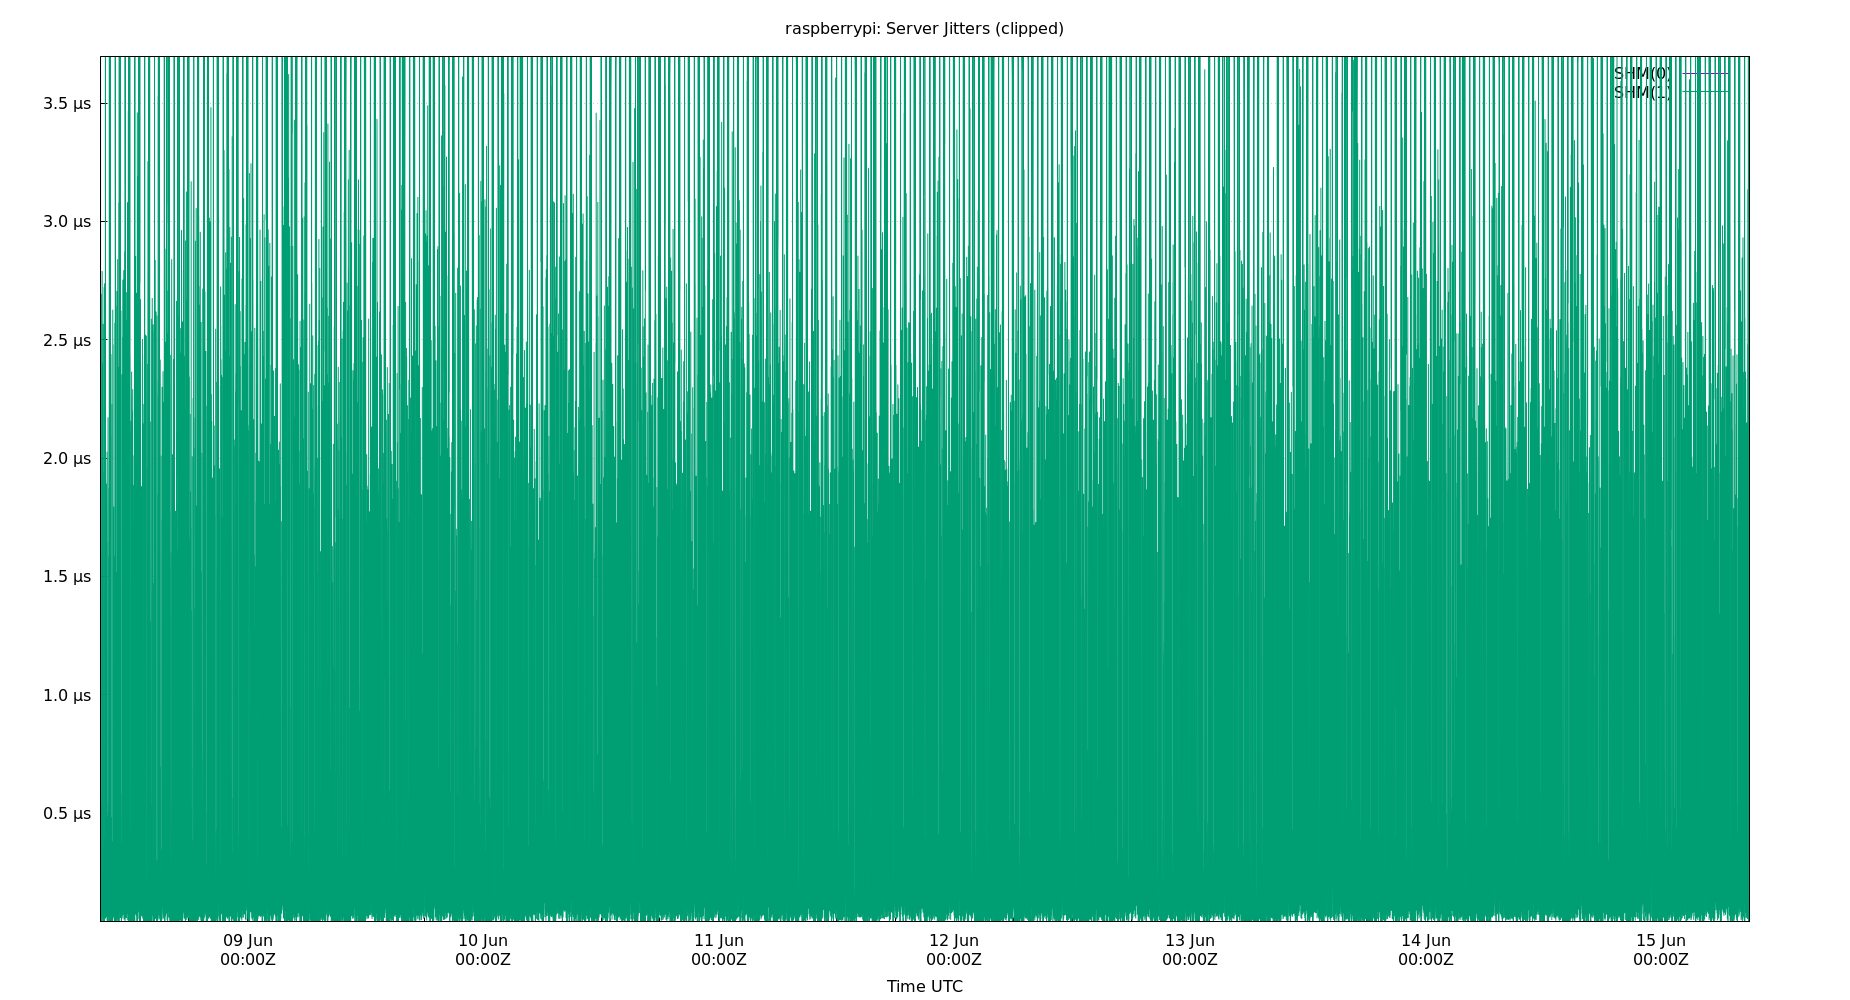 raspberrypi: Server Jitters (clipped)
SHM(0)
SHM(1)
3.5 µs
3.0 µs
2.5 µs
2.0 µs
1.5 µs
1.0 µs
0.5 µs
09 Jun 10 Jun 11 Jun 12 Jun 13 Jun 14 Jun 15 Jun
00:00Z 00:00Z 00:00Z 00:00Z 00:00Z 00:00Z 00:00Z
Time UTC